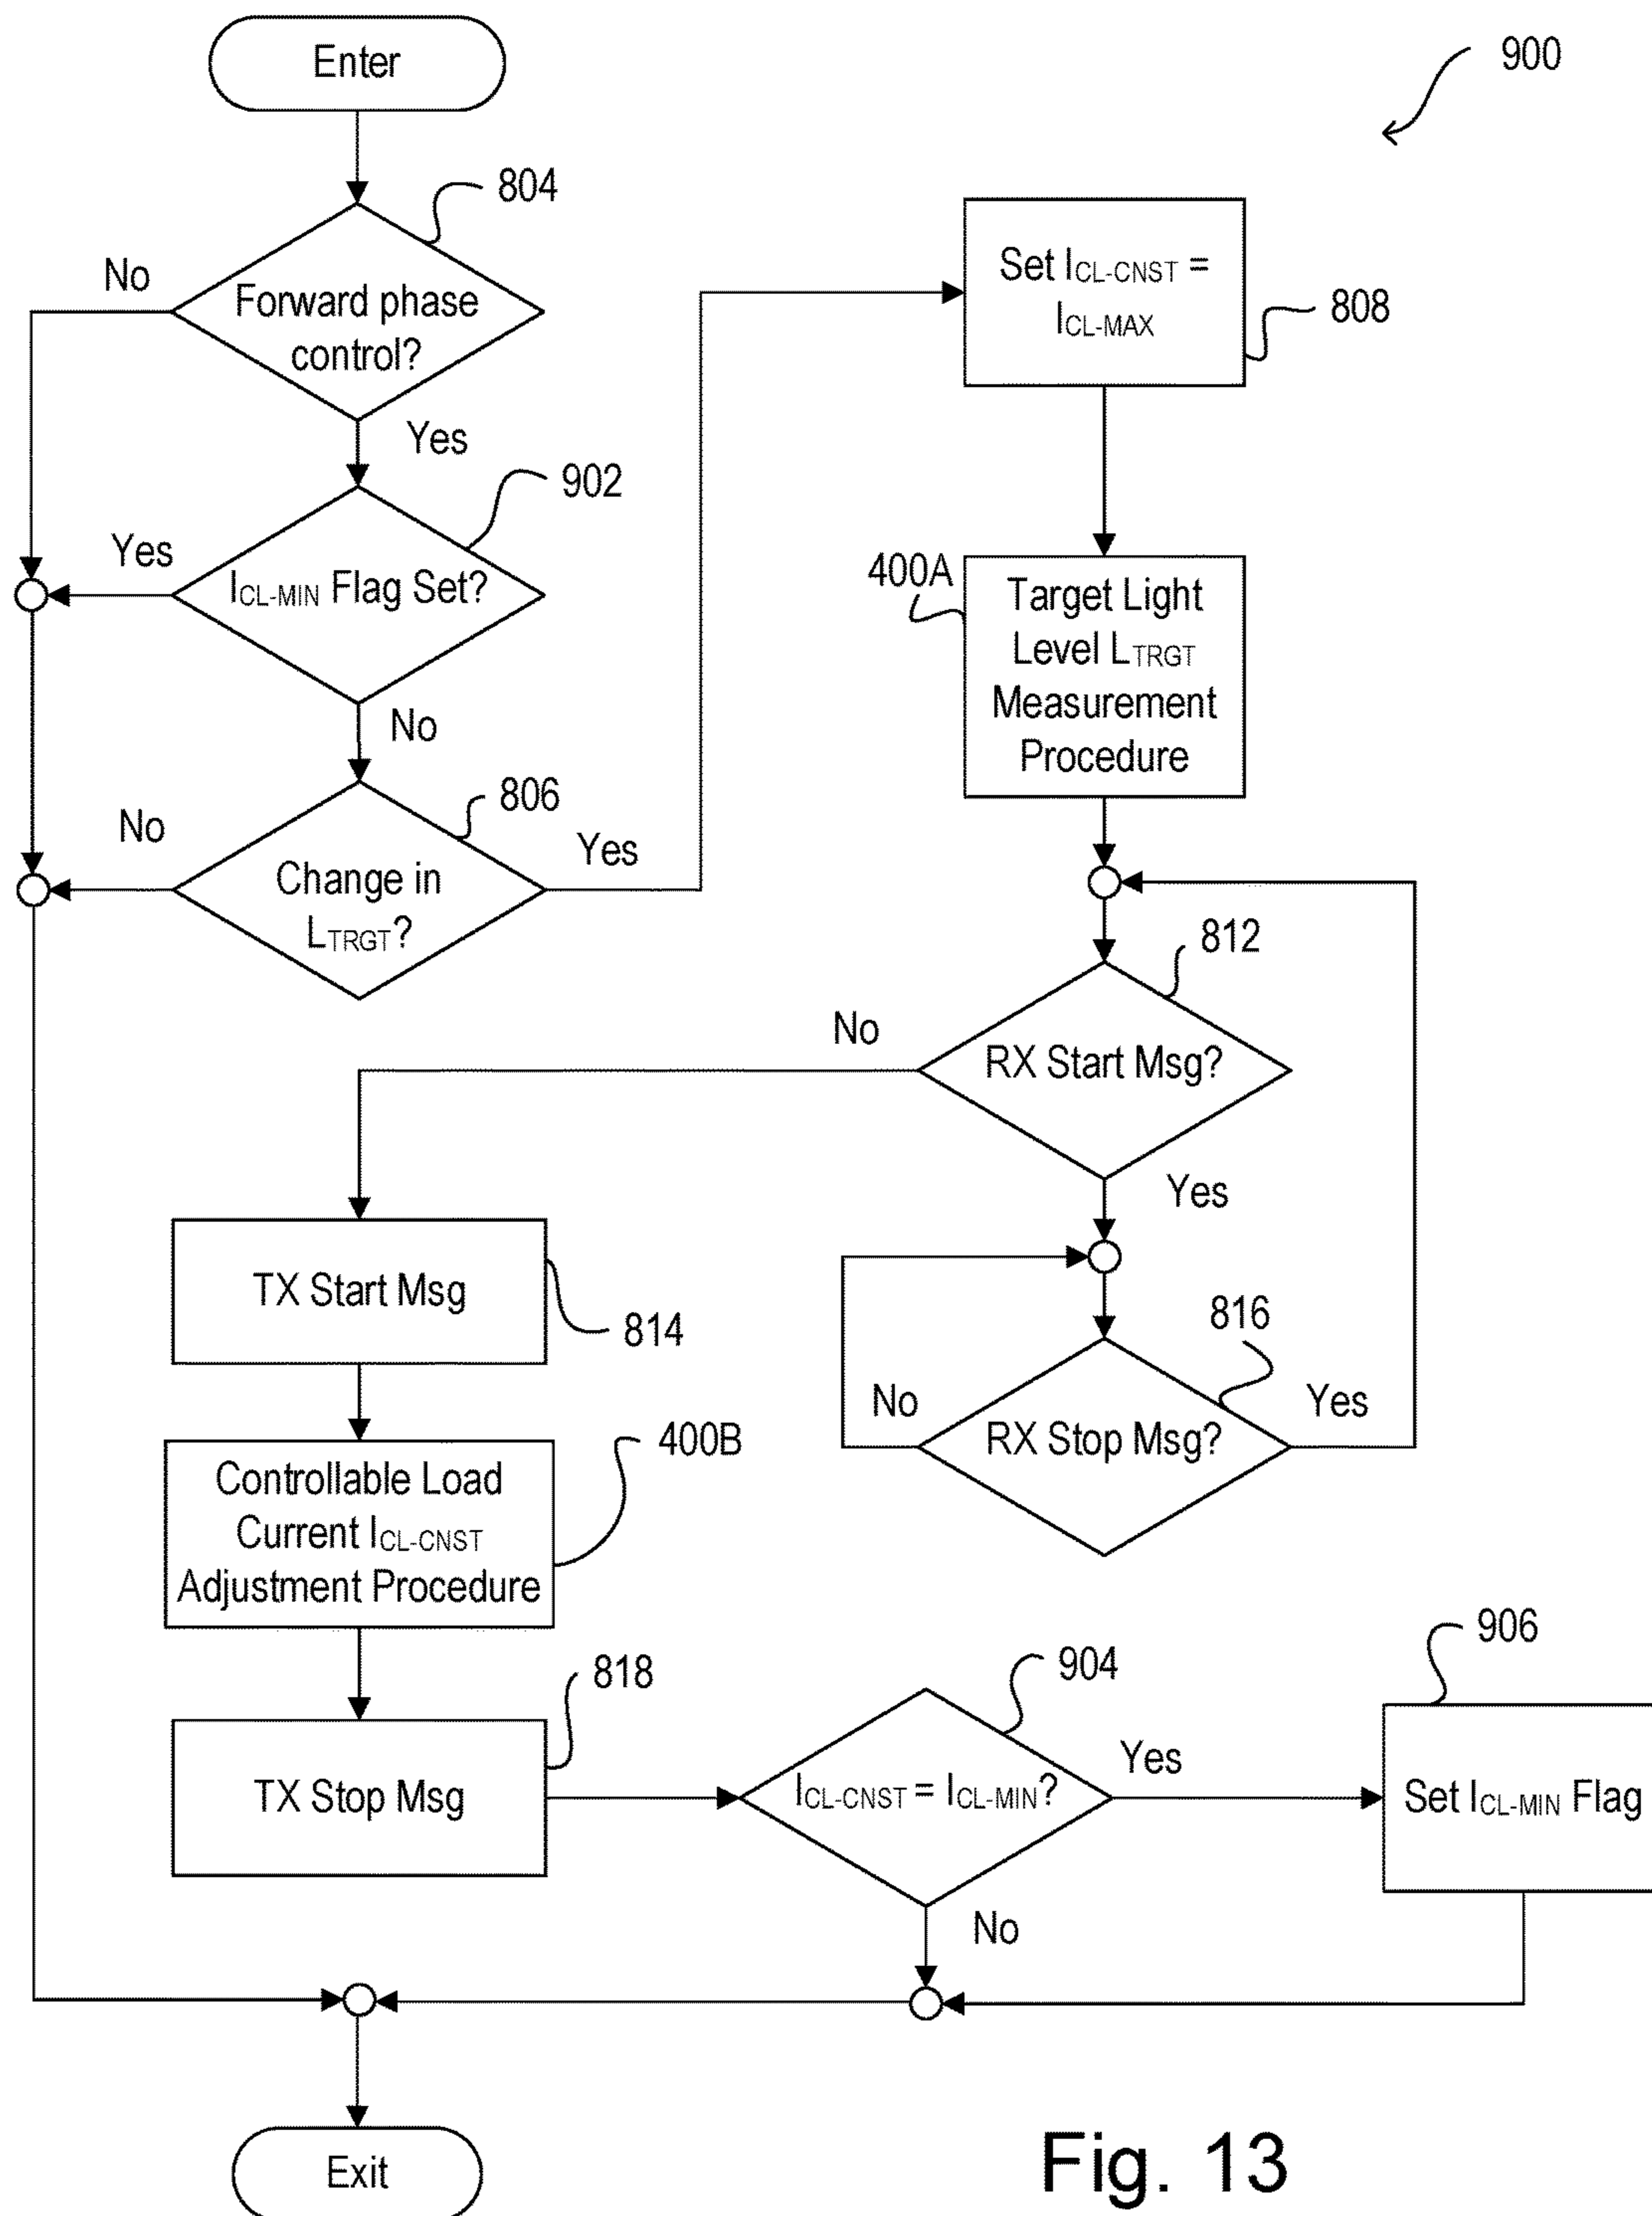 Enter
900
804
No
Forward phase
control?
Yes
902
Yes
ICL-MIN Flag Set?
No
806
No
Change in
LTRGT?
Yes
Set ICL-CNST =
ICL-MAX
808
400A
Target Light
Level LTRGT
Measurement
Procedure
812
No
RX Start Msg?
Yes
816
No
RX Stop Msg?
Yes
TX Start Msg
814
400B
Controllable Load
Current ICL-CNST
Adjustment Procedure
818
TX Stop Msg
904
ICL-CNST = ICL-MIN?
Yes
No
906
Set ICL-MIN Flag
Exit
Fig. 13